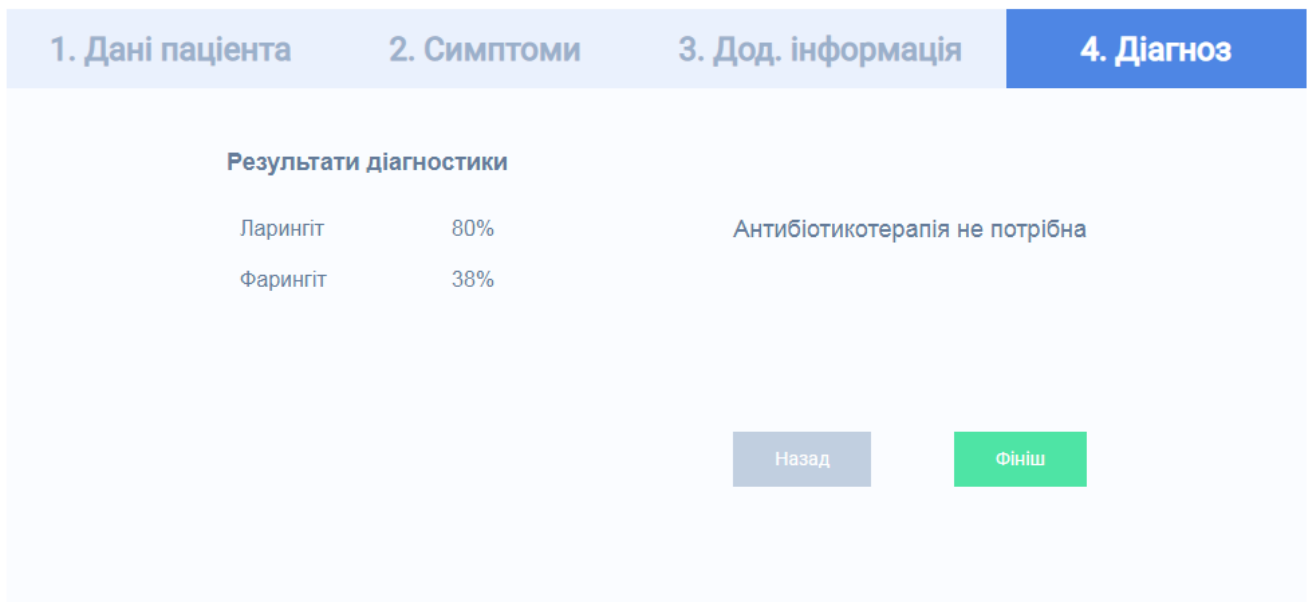 1. Дані паціента 2. Симптоми 3. Дод. інформація 4. Діагноз
Результати діагностики
Ларингіт 80% Антибіотикотерапія не потрібна
Фарингіт 38%
Назад Фініш